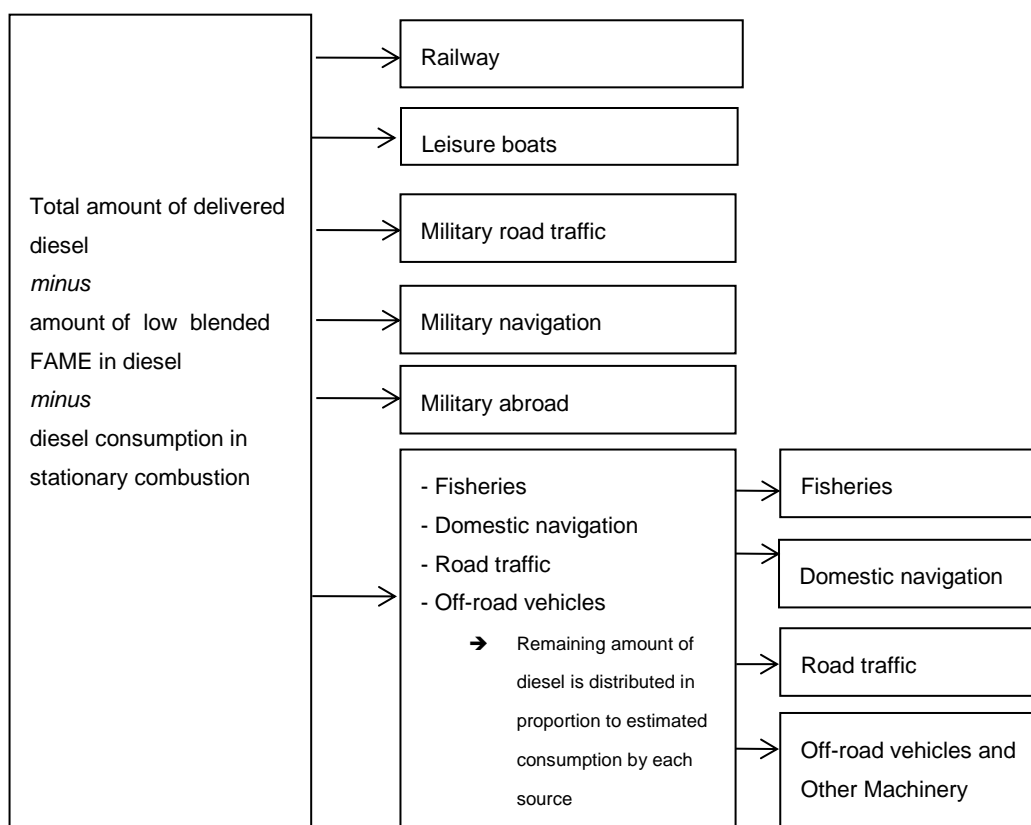 Total amount of delivered
diesel
minus
amount of low blended
FAME in diesel
minus
diesel consumption in
stationary combustion
Railway
Leisure boats
Military road traffic
Military navigation
Military abroad
- Fisheries
- Domestic navigation
- Road traffic
- Off-road vehicles
➔ Remaining amount of
diesel is distributed in
proportion to estimated
consumption by each
source
Fisheries
Domestic navigation
Road traffic
Off-road vehicles and
Other Machinery